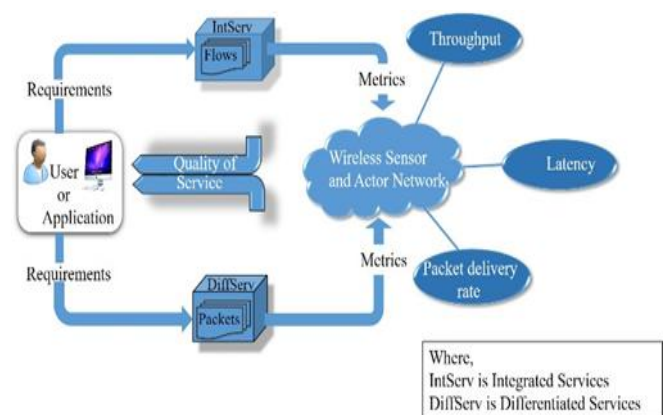 IntServ
Flows
Throughput
Metrics
Requirements
User
or
Application
Quality of
Service
Wireless Sensor
and Actor Network
Latency
Requirements
Metrics
DiffServ
Packets
Packet delivery
rate
Where,
IntServ is Integrated Services
DiffServ is Differentiated Services